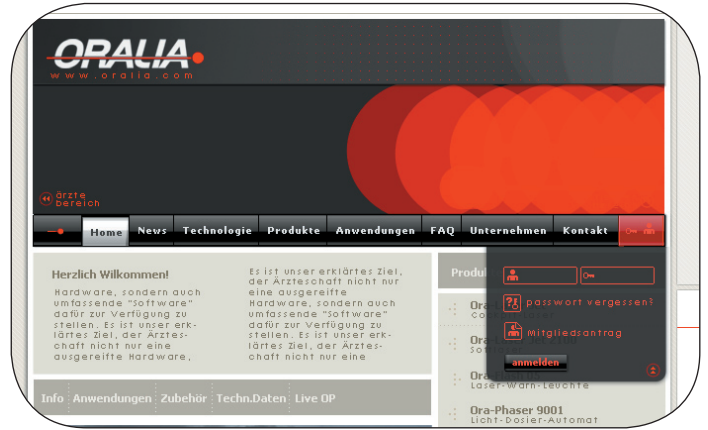 ORALIA
www.oralia.com
ärzte
bereich
Home News Technologie Produkte Anwendungen FAQ Unternehmen Kontakt
Herzlich Willkommen!
Hardware, sondern auch
umfassende "Software"
dafür zur Verfügung zu
stellen. Es ist unser erk-
lärtes Ziel, der Ärztes-
chaft nicht nur eine
ausgereifte Hardware,
Es ist unser erklärtes Ziel,
der Ärzteschaft nicht nur
eine ausgereifte
Hardware, sondern auch
umfassende "Software"
dafür zur Verfügung zu
stellen. Es ist unser erk-
lärtes Ziel, der Ärztes-
chaft nicht nur eine
passwort vergessen?
mitgliedsantrag
anmelden
Laser-Warn-Leuchte
Ora-Phaser 9001
Licht-Dosier-Automat
Info Anwendungen Zubehör Techn.Daten Live OP